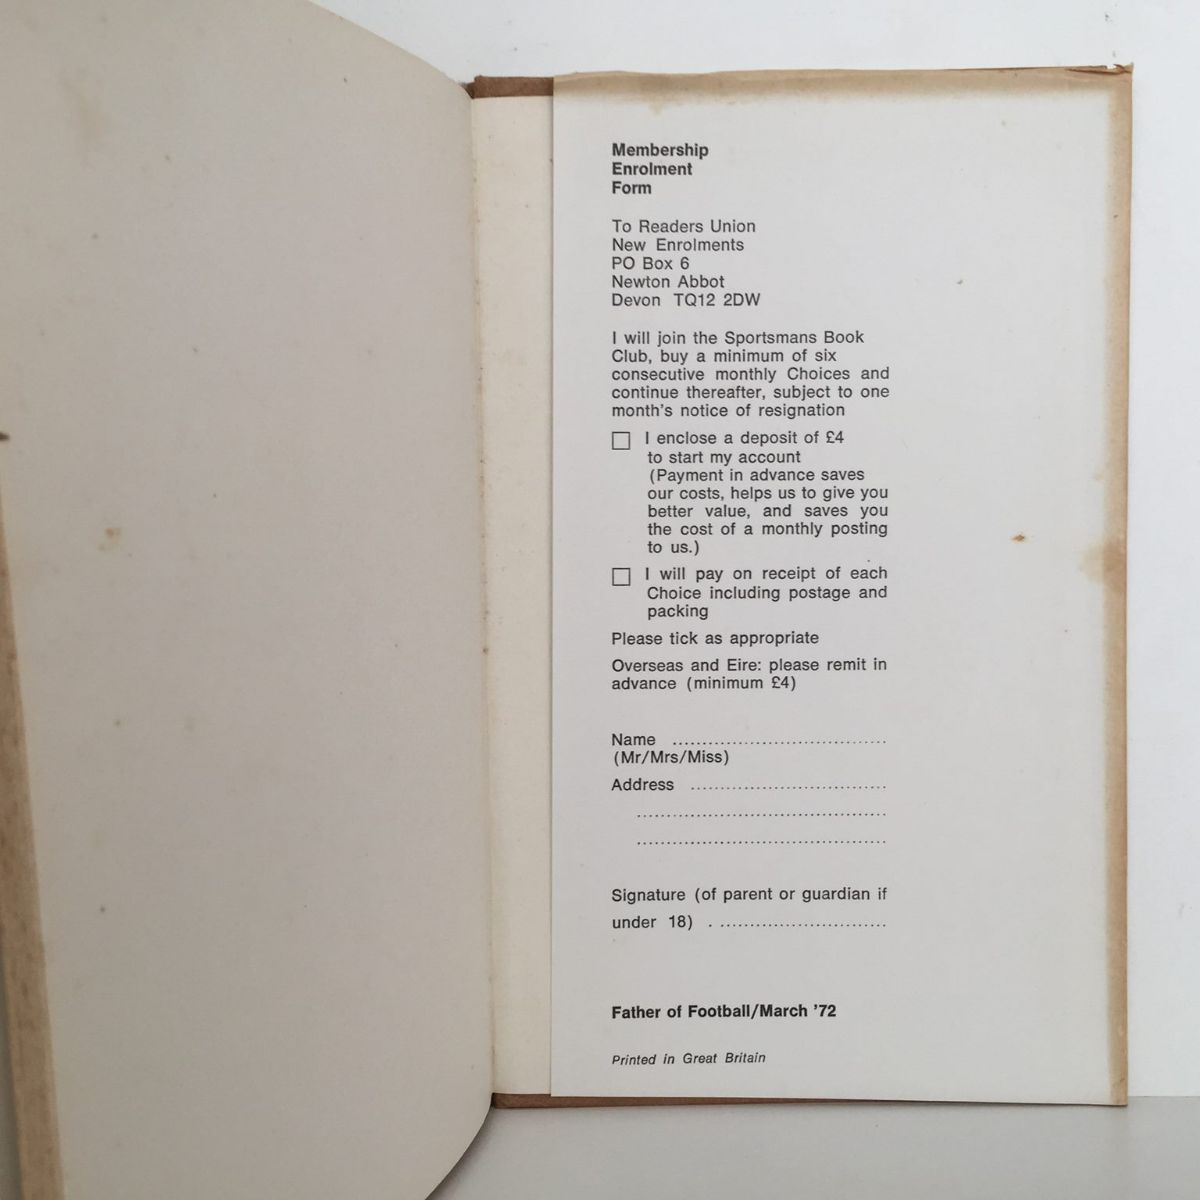 Membership
Enrolment
Form
To Readers Union
New Enrolments
PO Box 6
Newton Abbot
Devon TQ12 2DW
I will join the Sportsmans Book
Club, buy a minimum of six
consecutive monthly Choices and
continue thereafter, subject to one
month's notice of resignation
I enclose a deposit of £4
to start my account
(Payment in advance saves
our costs, helps us to give you
better value, and saves you
the cost of a monthly posting
to us.)
I will pay on receipt of each
Choice including postage and
packing
Please tick as appropriate
Overseas and Eire: please remit in
advance (minimum £4)
Name ....................................
(Mr/Mrs/Miss)
Address .................................
..........................................
..........................................
Signature (of parent or guardian if
under 18) . ............................
Father of Football/March '72
Printed in Great Britain